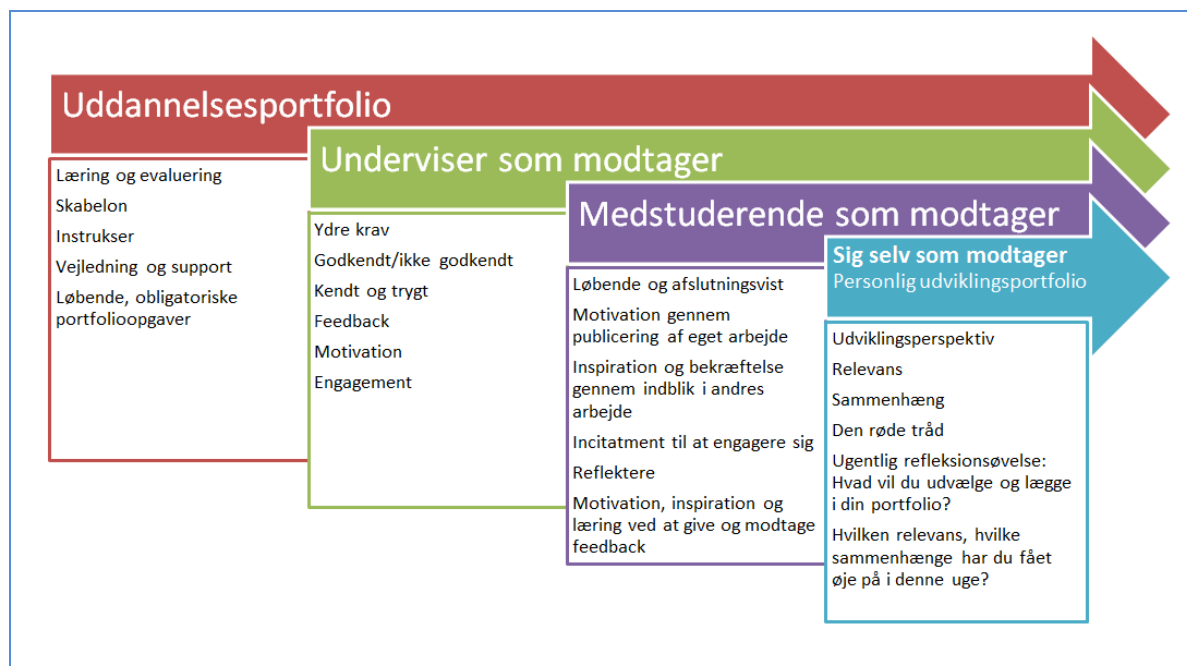 Uddannelsesportfolio
Læring og evaluering
Skabelon
Instrukser
Vejledning og support
Løbende, obligatoriske
portfolioopgaver
Underviser som modtager
Ydre krav
Godkendt/ikke godkendt
Kendt og trygt
Feedback
Motivation
Engagement
Medstuderende som modtager
Løbende og afslutningsvist
Motivation gennem
publicering af eget arbejde
Inspiration og bekræftelse
gennem indblik i andres
arbejde
Incitatment til at engagere sig
Reflektere
Motivation, inspiration og
læring ved at give og modtage
feedback
Sig selv som modtager
Personlig udviklingsportfolio
Udviklingsperspektiv
Relevans
Sammenhæng
Den røde tråd
Ugentlig refleksionsøvelse:
Hvad vil du udvælge og lægge
i din portfolio?
Hvilken relevans, hvilke
sammenhænge har du fået
øje på i denne uge?